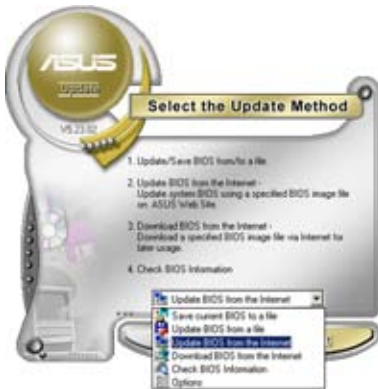 ASUS
Update
V5.23.02
Select the Update Method
1. Update/Save BIOS from/to a file
2. Update BIOS from the Internet -
Update system BIOS using a specified BIOS image file
on ASUS Web Site.
3. Download BIOS from the Internet -
Download a specified BIOS image file via Internet for
later usage.
4. Check BIOS Information
Update BIOS from the Internet
Save current BIOS to a file
Update BIOS from a file
Update BIOS from the Internet
Download BIOS from the Internet
Check BIOS Information
Options